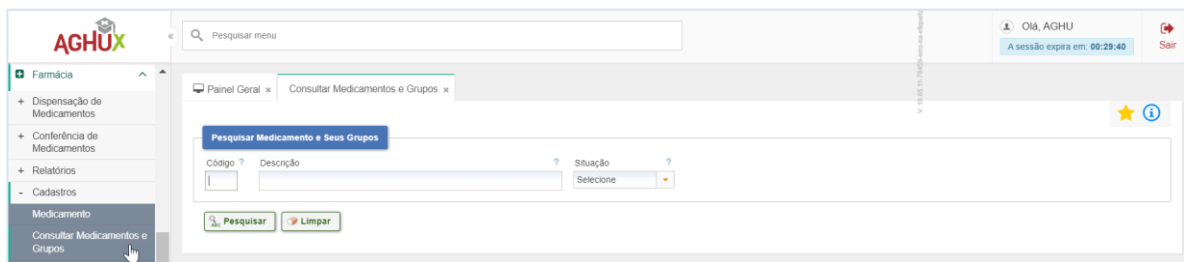 AGHUX
«
Pesquisar menu
Olá, AGHU
A sessão expira em: 00:29:40
Sair
Farmácia
+ Dispensação de
Medicamentos
+ Conferência de
Medicamentos
+ Relatórios
- Cadastros
Medicamento
Consultar Medicamentos e
Grupos
Painel Geral ×
Consultar Medicamentos e Grupos ×
Pesquisar Medicamento e Seus Grupos
Código ?
Descrição ?
Situação ?
Selecione
Pesquisar
Limpar